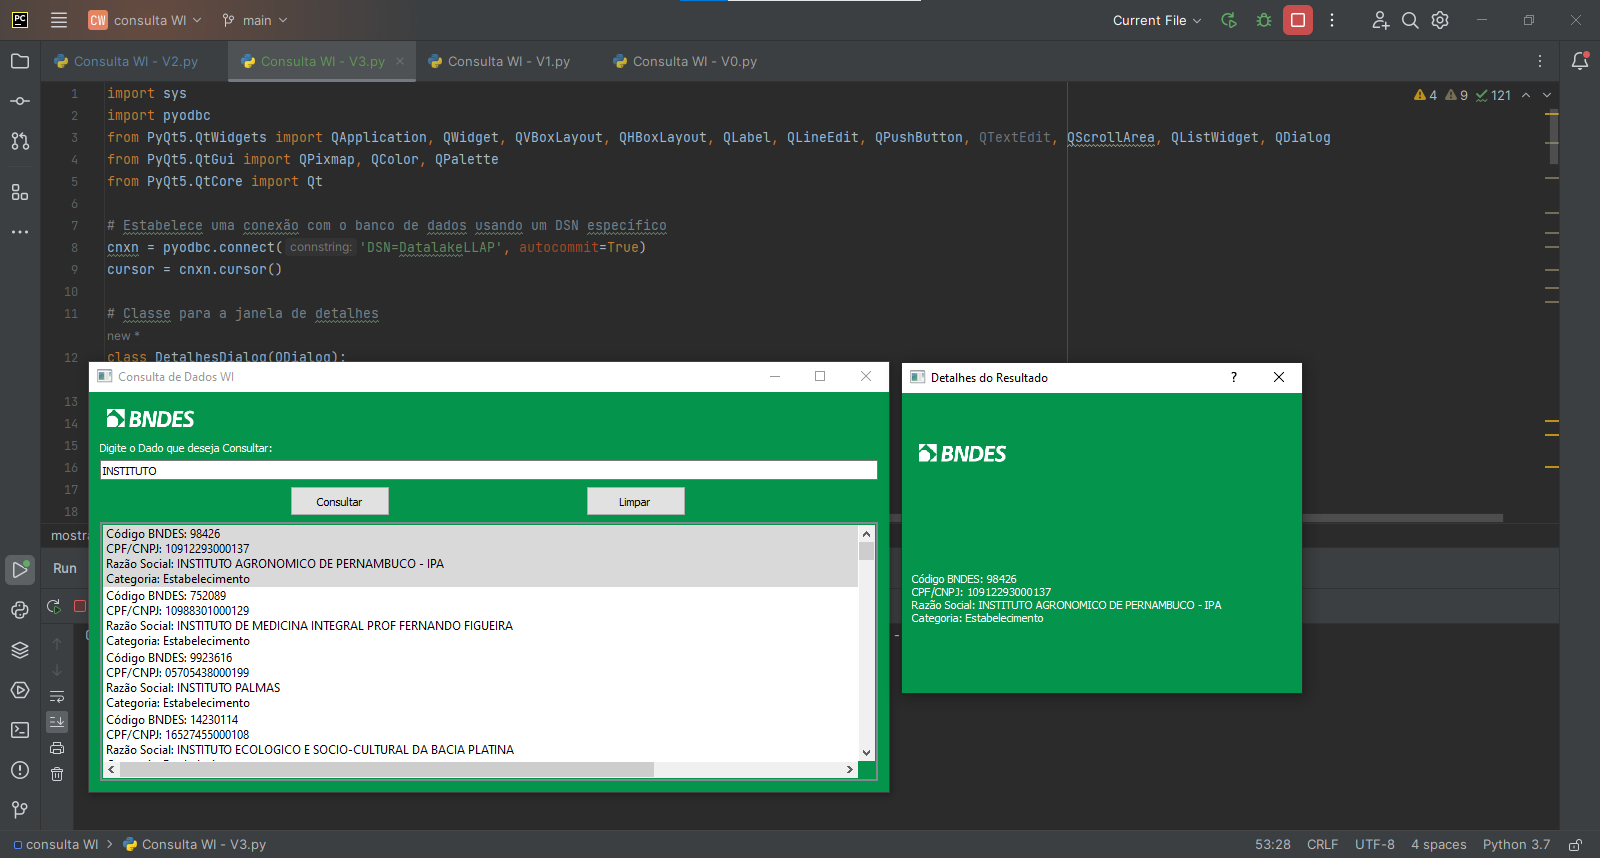 PC
CW consulta WI
main
Current File
Consulta WI - V2.py
Consulta WI - V3.py
Consulta WI - V1.py
Consulta WI - V0.py
4 9 121
1 import sys
2 import pyodbc
3 from PyQt5.QtWidgets import QApplication, QWidget, QVBoxLayout, QHBoxLayout, QLabel, QLineEdit, QPushButton, QTextEdit, QScrollArea, QListWidget, QDialog
4 from PyQt5.QtGui import QPixmap, QColor, QPalette
5 from PyQt5.QtCore import Qt
6
7 # Estabelece uma conexão com o banco de dados usando um DSN específico
8 cnxn = pyodbc.connect( connstring: 'DSN=DatalakeLLAP', autocommit=True)
9 cursor = cnxn.cursor()
10
11 # Classe para a janela de detalhes
new *
12 class DetalhesDialog(QDialog):
13
14
15
16
17
18
mostr
Run
Consulta de Dados WI
BNDES
Digite o Dado que deseja Consultar:
INSTITUTO
Consultar
Limpar
Código BNDES: 98426
CPF/CNPJ: 10912293000137
Razão Social: INSTITUTO AGRONOMICO DE PERNAMBUCO - IPA
Categoria: Estabelecimento
Código BNDES: 752089
CPF/CNPJ: 10988301000129
Razão Social: INSTITUTO DE MEDICINA INTEGRAL PROF FERNANDO FIGUEIRA
Categoria: Estabelecimento
Código BNDES: 9923616
CPF/CNPJ: 05705438000199
Razão Social: INSTITUTO PALMAS
Categoria: Estabelecimento
Código BNDES: 14230114
CPF/CNPJ: 16527455000108
Razão Social: INSTITUTO ECOLOGICO E SOCIO-CULTURAL DA BACIA PLATINA
Detalhes do Resultado
?
BNDES
Código BNDES: 98426
CPF/CNPJ: 10912293000137
Razão Social: INSTITUTO AGRONOMICO DE PERNAMBUCO - IPA
Categoria: Estabelecimento
consulta WI > Consulta WI - V3.py
53:28 CRLF UTF-8 4 spaces Python 3.7